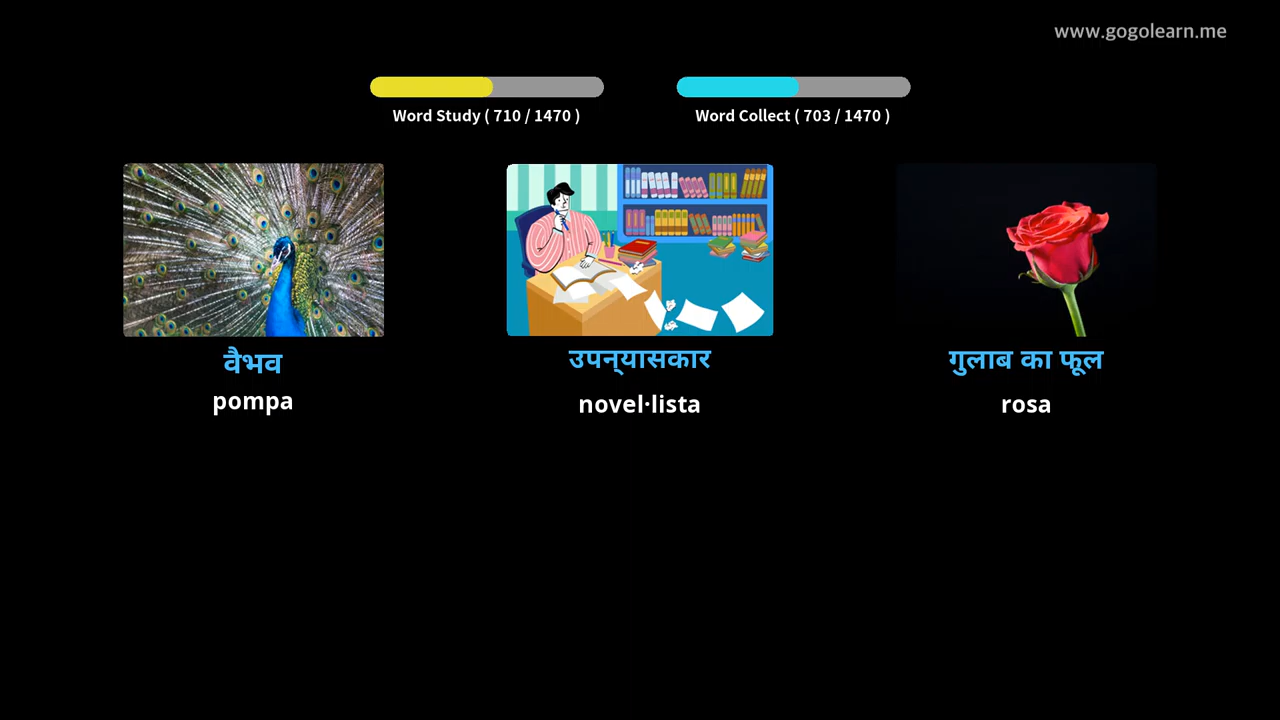 www.gogolearn.me
Word Study ( 710 / 1470 )
Word Collect ( 703 / 1470 )
वैभव
pompa
उपन्यासकार
novel·lista
गुलाब का फूल
rosa